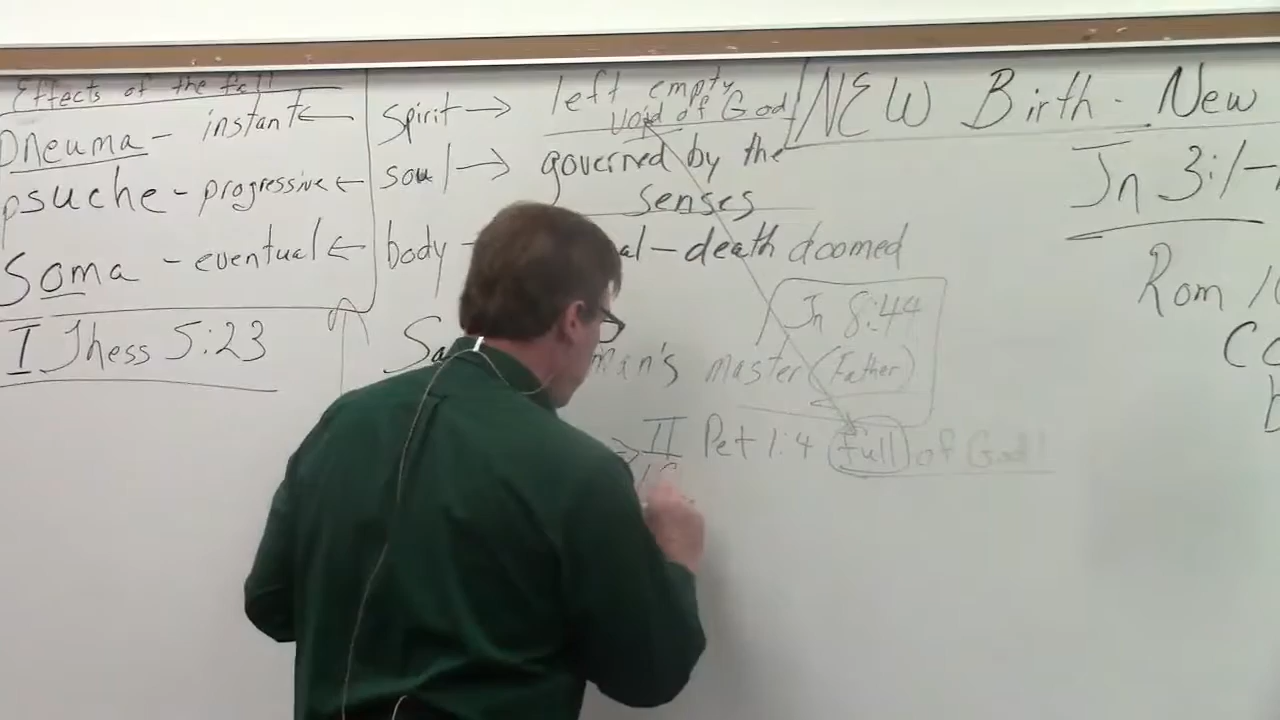 Effects of the fall
pneuma - instant ←
psuche - progressive ←
Soma - eventual ←
I Thess 5:23
Spirit → left empty
void of God
soul → governed by the
senses
body - al-death doomed
Jn 8:44
man's master (Father)
⇒ II Pet 1:4 full of God!
NEW Birth - New
Jn 3:1-
Rom 10